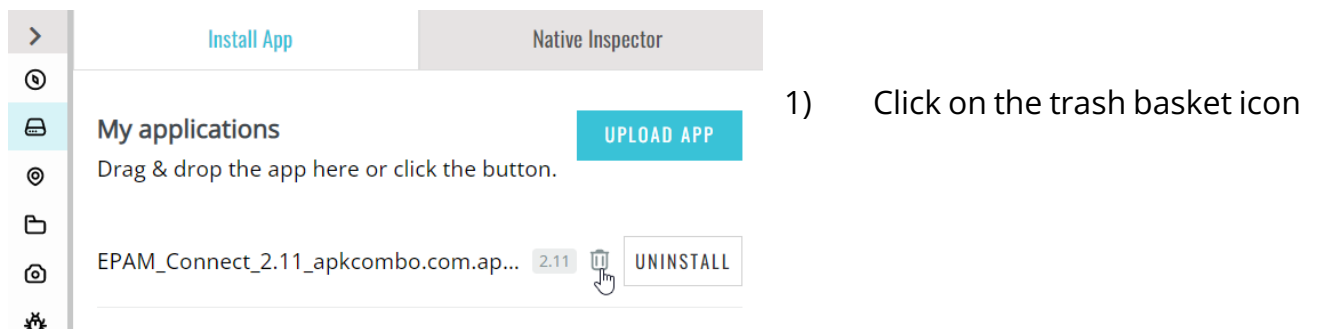 Install App
Native Inspector
1) Click on the trash basket icon
My applications
UPLOAD APP
Drag & drop the app here or click the button.
EPAM_Connect_2.11_apkcombo.com.ap... 2.11 UNINSTALL